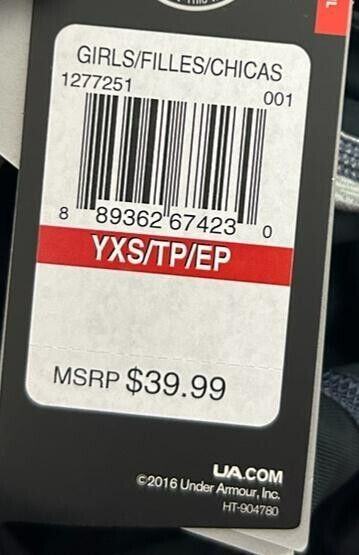 GIRLS/FILLES/CHICAS
1277251
001
8 89362 67423 0
YXS/TP/EP
MSRP $39.99
UA.COM
©2016 Under Armour, Inc.
HT-904780